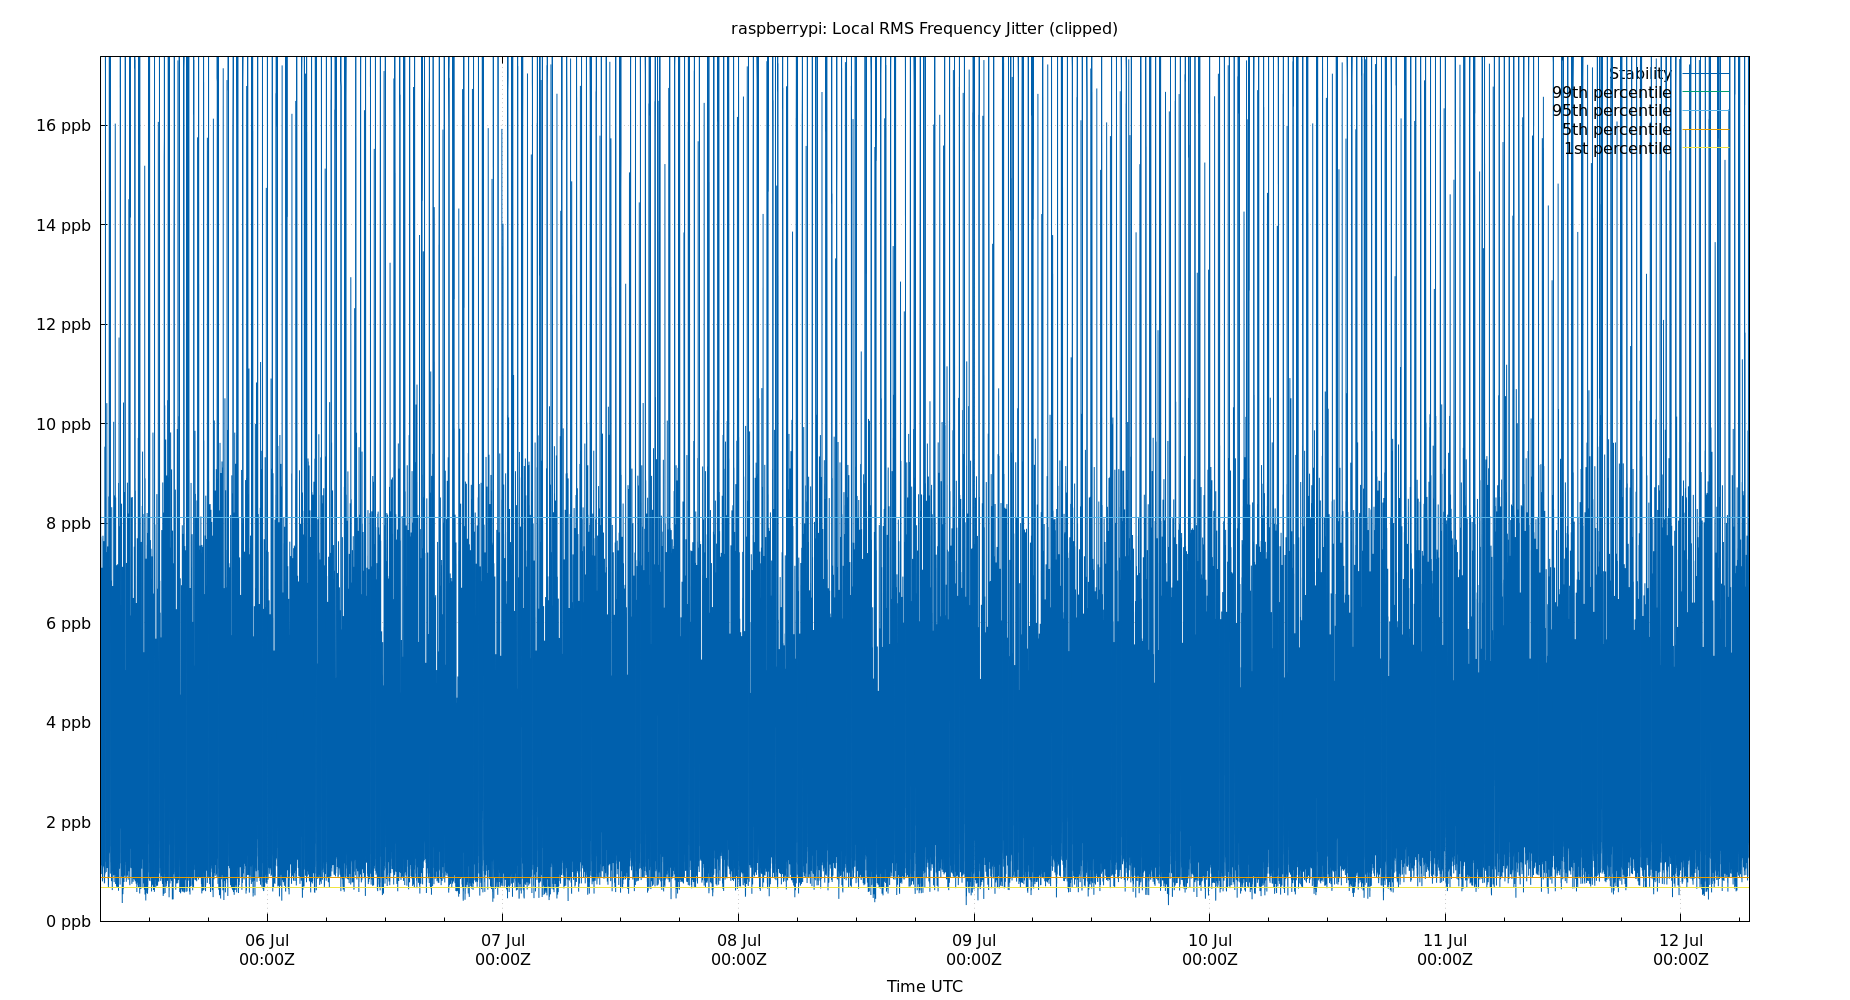 raspberrypi: Local RMS Frequency Jitter (clipped)
Stability
99th percentile
95th percentile
5th percentile
1st percentile
16 ppb
14 ppb
12 ppb
10 ppb
8 ppb
6 ppb
4 ppb
2 ppb
0 ppb
06 Jul 07 Jul 08 Jul 09 Jul 10 Jul 11 Jul 12 Jul
00:00Z 00:00Z 00:00Z 00:00Z 00:00Z 00:00Z 00:00Z
Time UTC